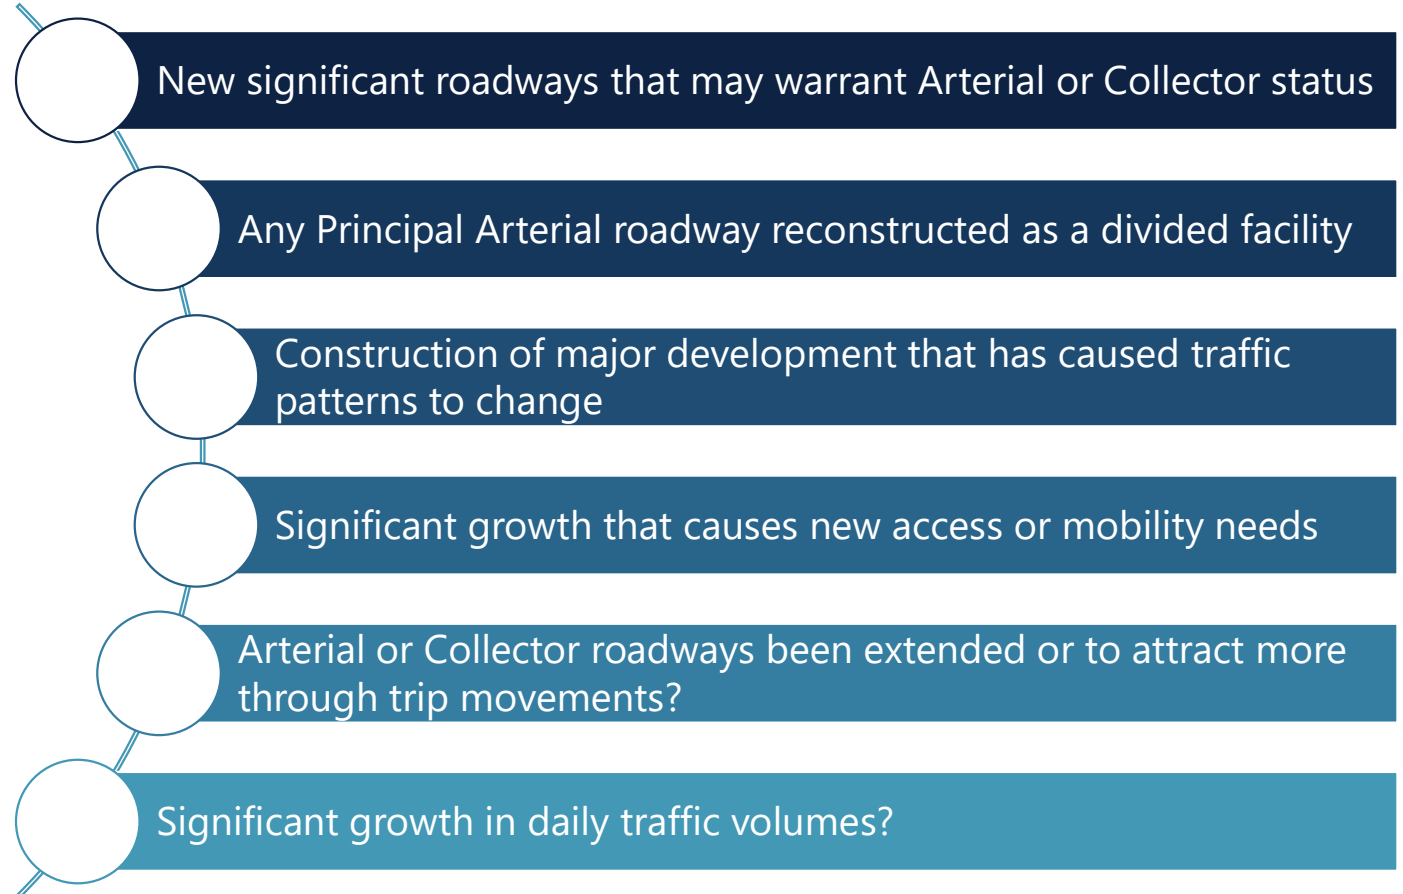 New significant roadways that may warrant Arterial or Collector status
Any Principal Arterial roadway reconstructed as a divided facility
Construction of major development that has caused traffic
patterns to change
Significant growth that causes new access or mobility needs
Arterial or Collector roadways been extended or to attract more
through trip movements?
Significant growth in daily traffic volumes?